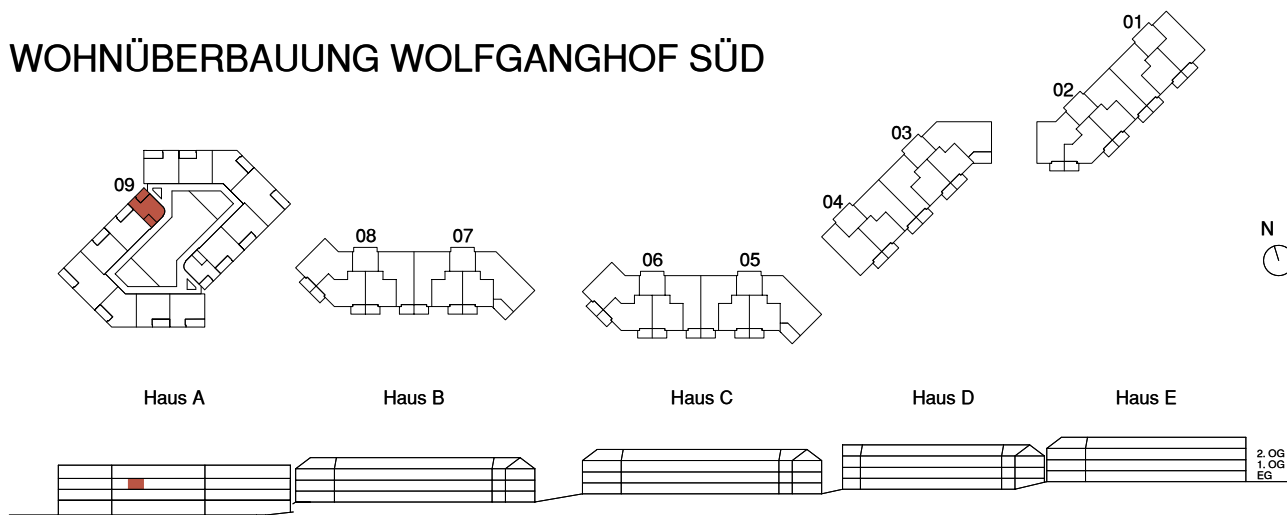 WOHNÜBERBAUUNG WOLFGANGHOF SÜD
01
02
03
04
09
08
07
06
05
N
Haus A
Haus B
Haus C
Haus D
Haus E
2. OG
1. OG
EG